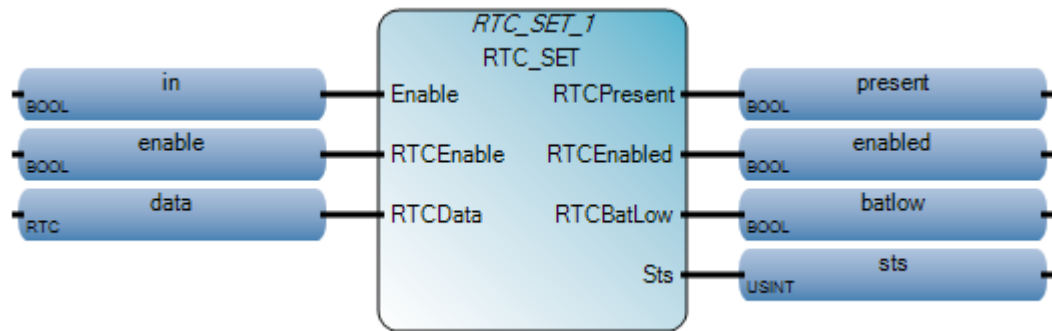 RTC_SET_1
RTC_SET
in
BOOL
Enable
RTCPresent
present
BOOL
enable
BOOL
RTCEnable
RTCEnabled
enabled
BOOL
data
RTC
RTCData
RTCBatLow
batlow
BOOL
Sts
sts
USINT